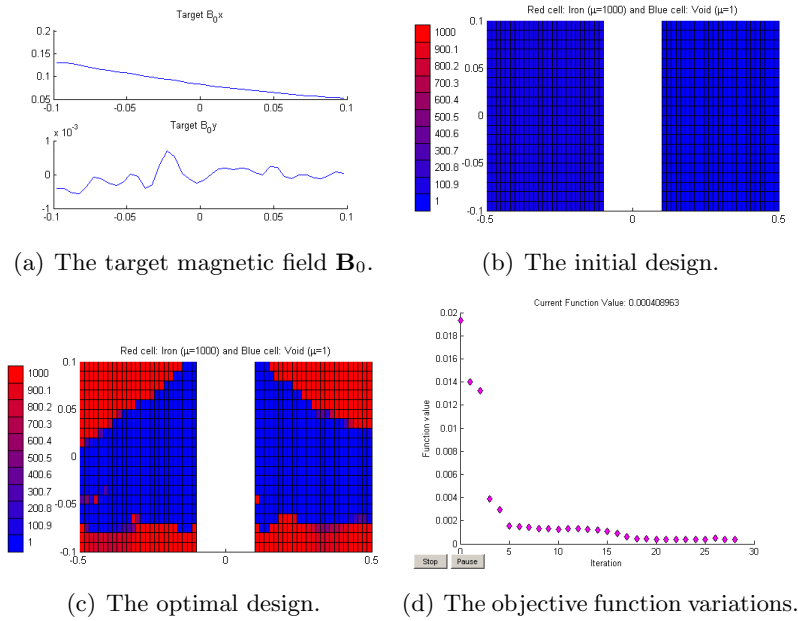 Target B0x
0.2
0.15
0.1
0.05
-0.1 -0.05 0 0.05 0.1
x 10-3
Target B0y
1
0
-1
-0.1 -0.05 0 0.05 0.1
(a) The target magnetic field B0.
Red cell: Iron (μ=1000) and Blue cell: Void (μ=1)
1000
900.1
800.2
600.4
500.5
400.6
300.7
200.8
100.9
1
0.1
0.05
0
-0.05
-0.1
-0.5 0 0.5
(b) The initial design.
Red cell: Iron (μ=1000) and Blue cell: Void (μ=1)
1000
900.1
800.2
600.4
500.5
400.6
300.7
200.8
100.9
1
0.1
0.05
0
-0.05
-0.1
-0.5 0 0.5
(c) The optimal design.
Current Function Value: 0.000408963
0.02
0.018
0.016
0.014
0.012
0.01
0.008
0.006
0.004
0.002
0
Function value
0 5 10 15 20 25 30
Iteration
Stop Pause
(d) The objective function variations.